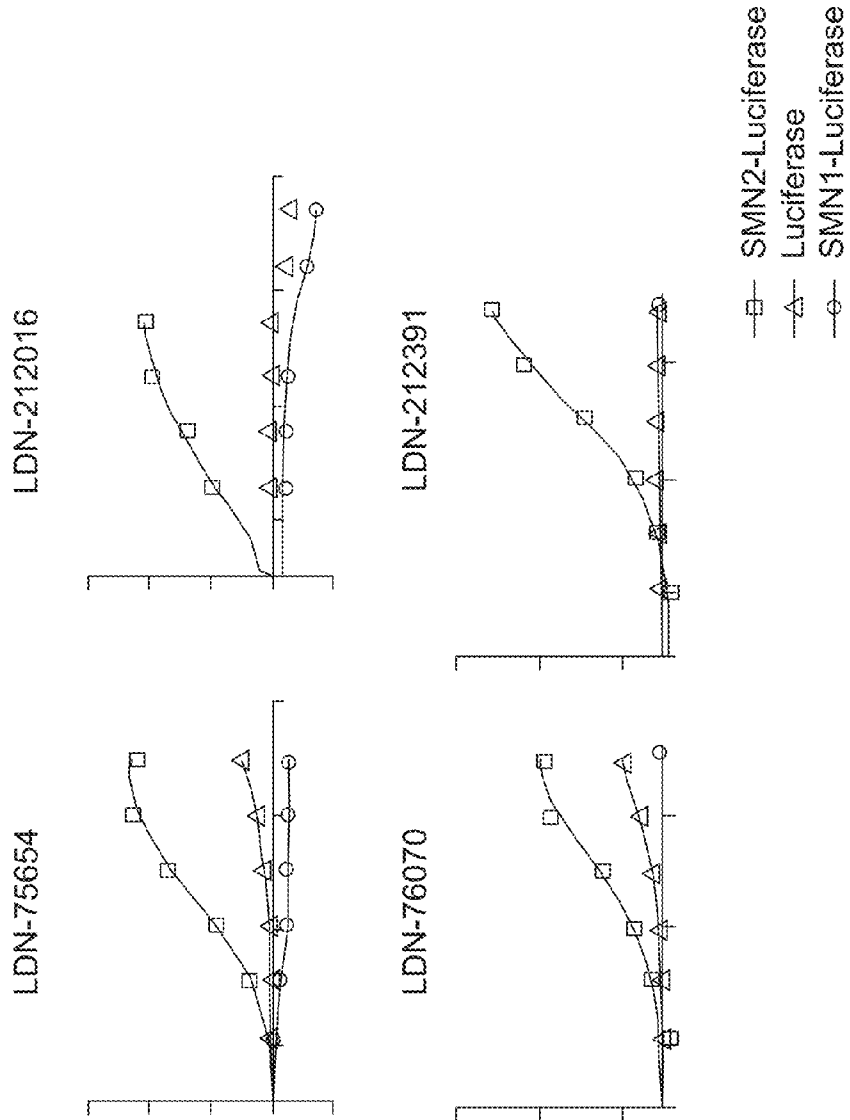 LDN-75654
LDN-212016
LDN-76070
LDN-212391
SMN2-Luciferase
Luciferase
SMN1-Luciferase